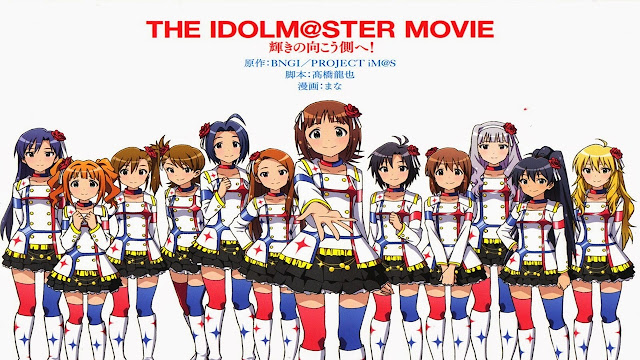 THE IDOLM@STER MOVIE
輝きの向こう側へ!
原作:BNGI/PROJECT iM@S
脚本:髙橋龍也
漫画:まな